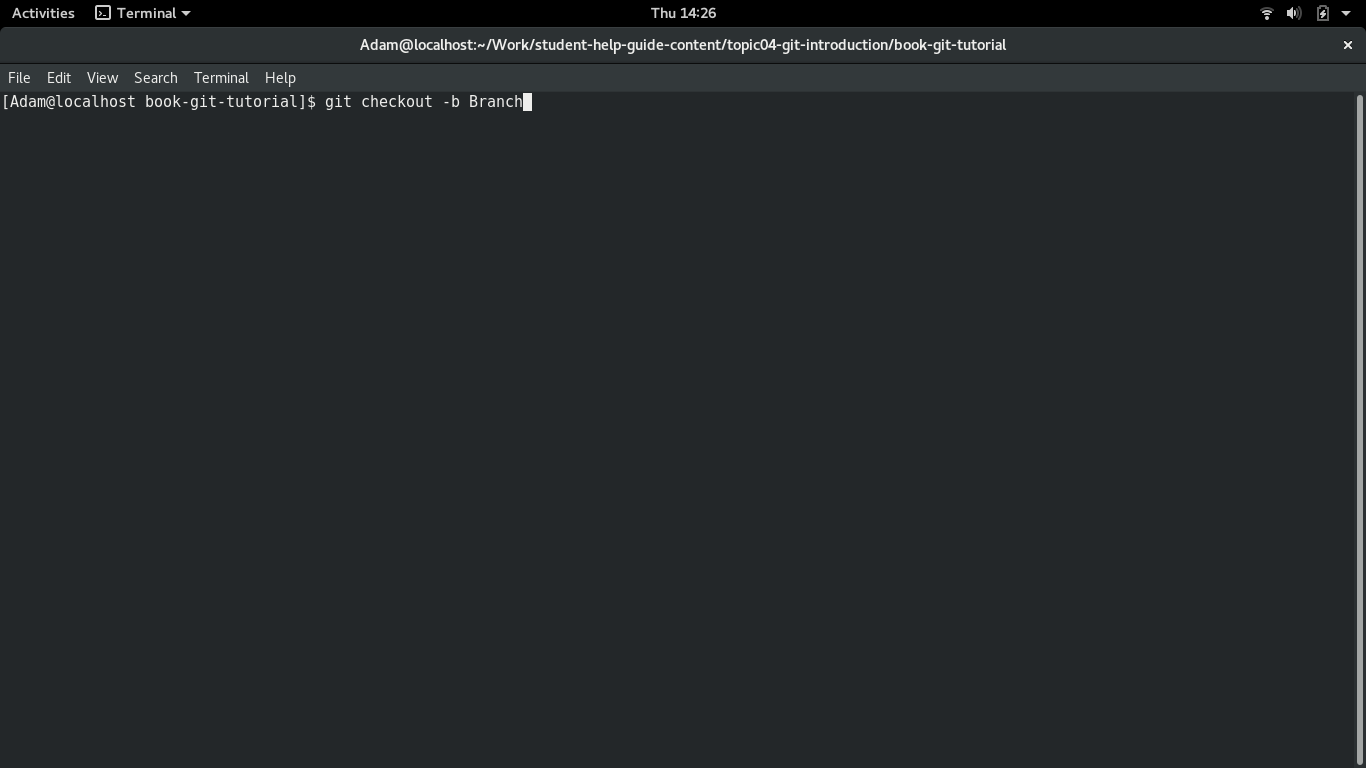 Activities Terminal Thu 14:26
Adam@localhost:~/Work/student-help-guide-content/topic04-git-introduction/book-git-tutorial
File Edit View Search Terminal Help
[Adam@localhost book-git-tutorial]$ git checkout -b Branch